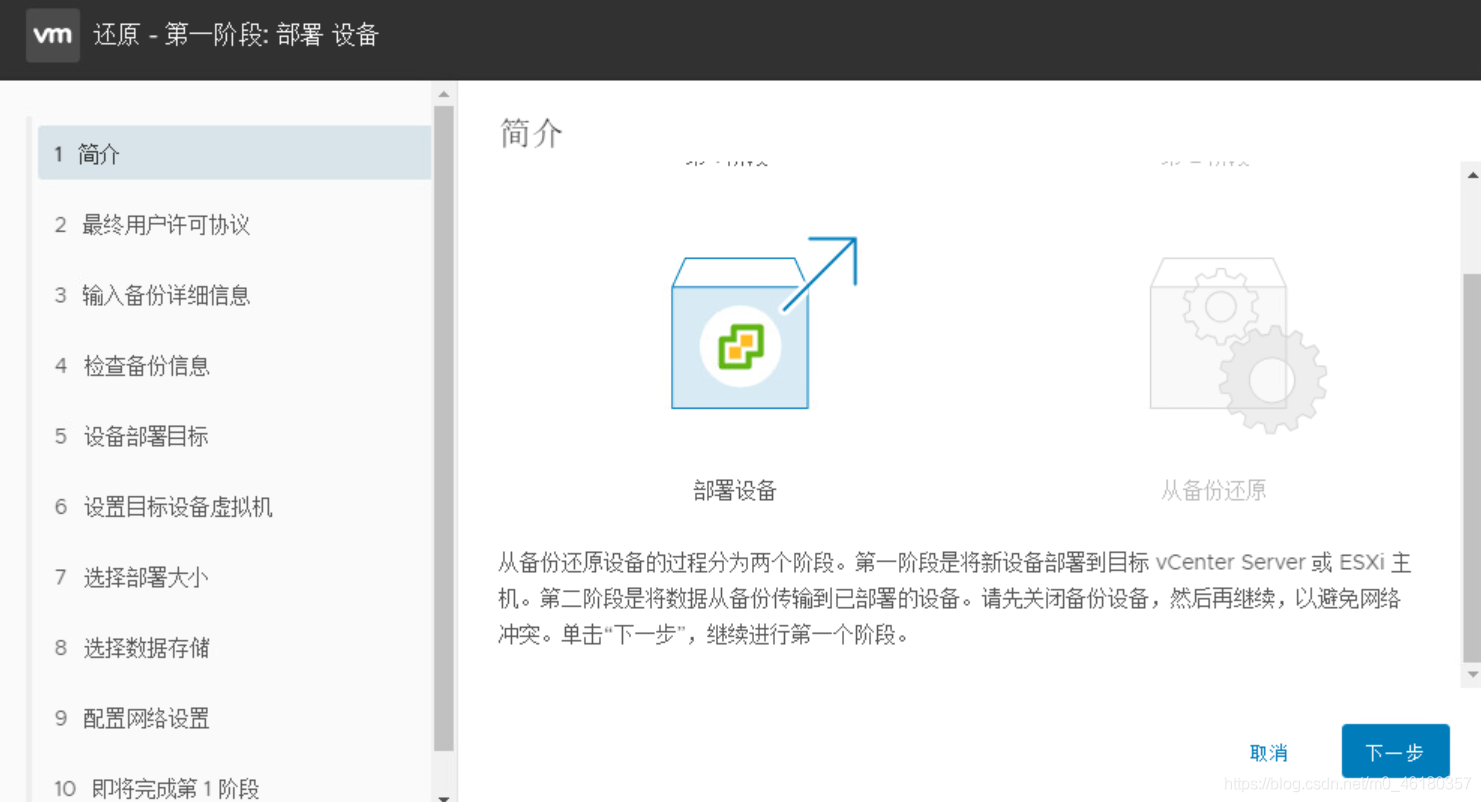 vm 还原 - 第一阶段: 部署 设备
1 简介
2 最终用户许可协议
3 输入备份详细信息
4 检查备份信息
5 设备部署目标
6 设置目标设备虚拟机
7 选择部署大小
8 选择数据存储
9 配置网络设置
10 即将完成第 1 阶段
简介
部署设备
从备份还原
从备份还原设备的过程分为两个阶段。第一阶段是将新设备部署到目标 vCenter Server 或 ESXi 主
机。第二阶段是将数据从备份传输到已部署的设备。请先关闭备份设备，然后再继续，以避免网络
冲突。单击“下一步”，继续进行第一个阶段。
取消
下一步
https://blog.csdn.net/m0_46180357